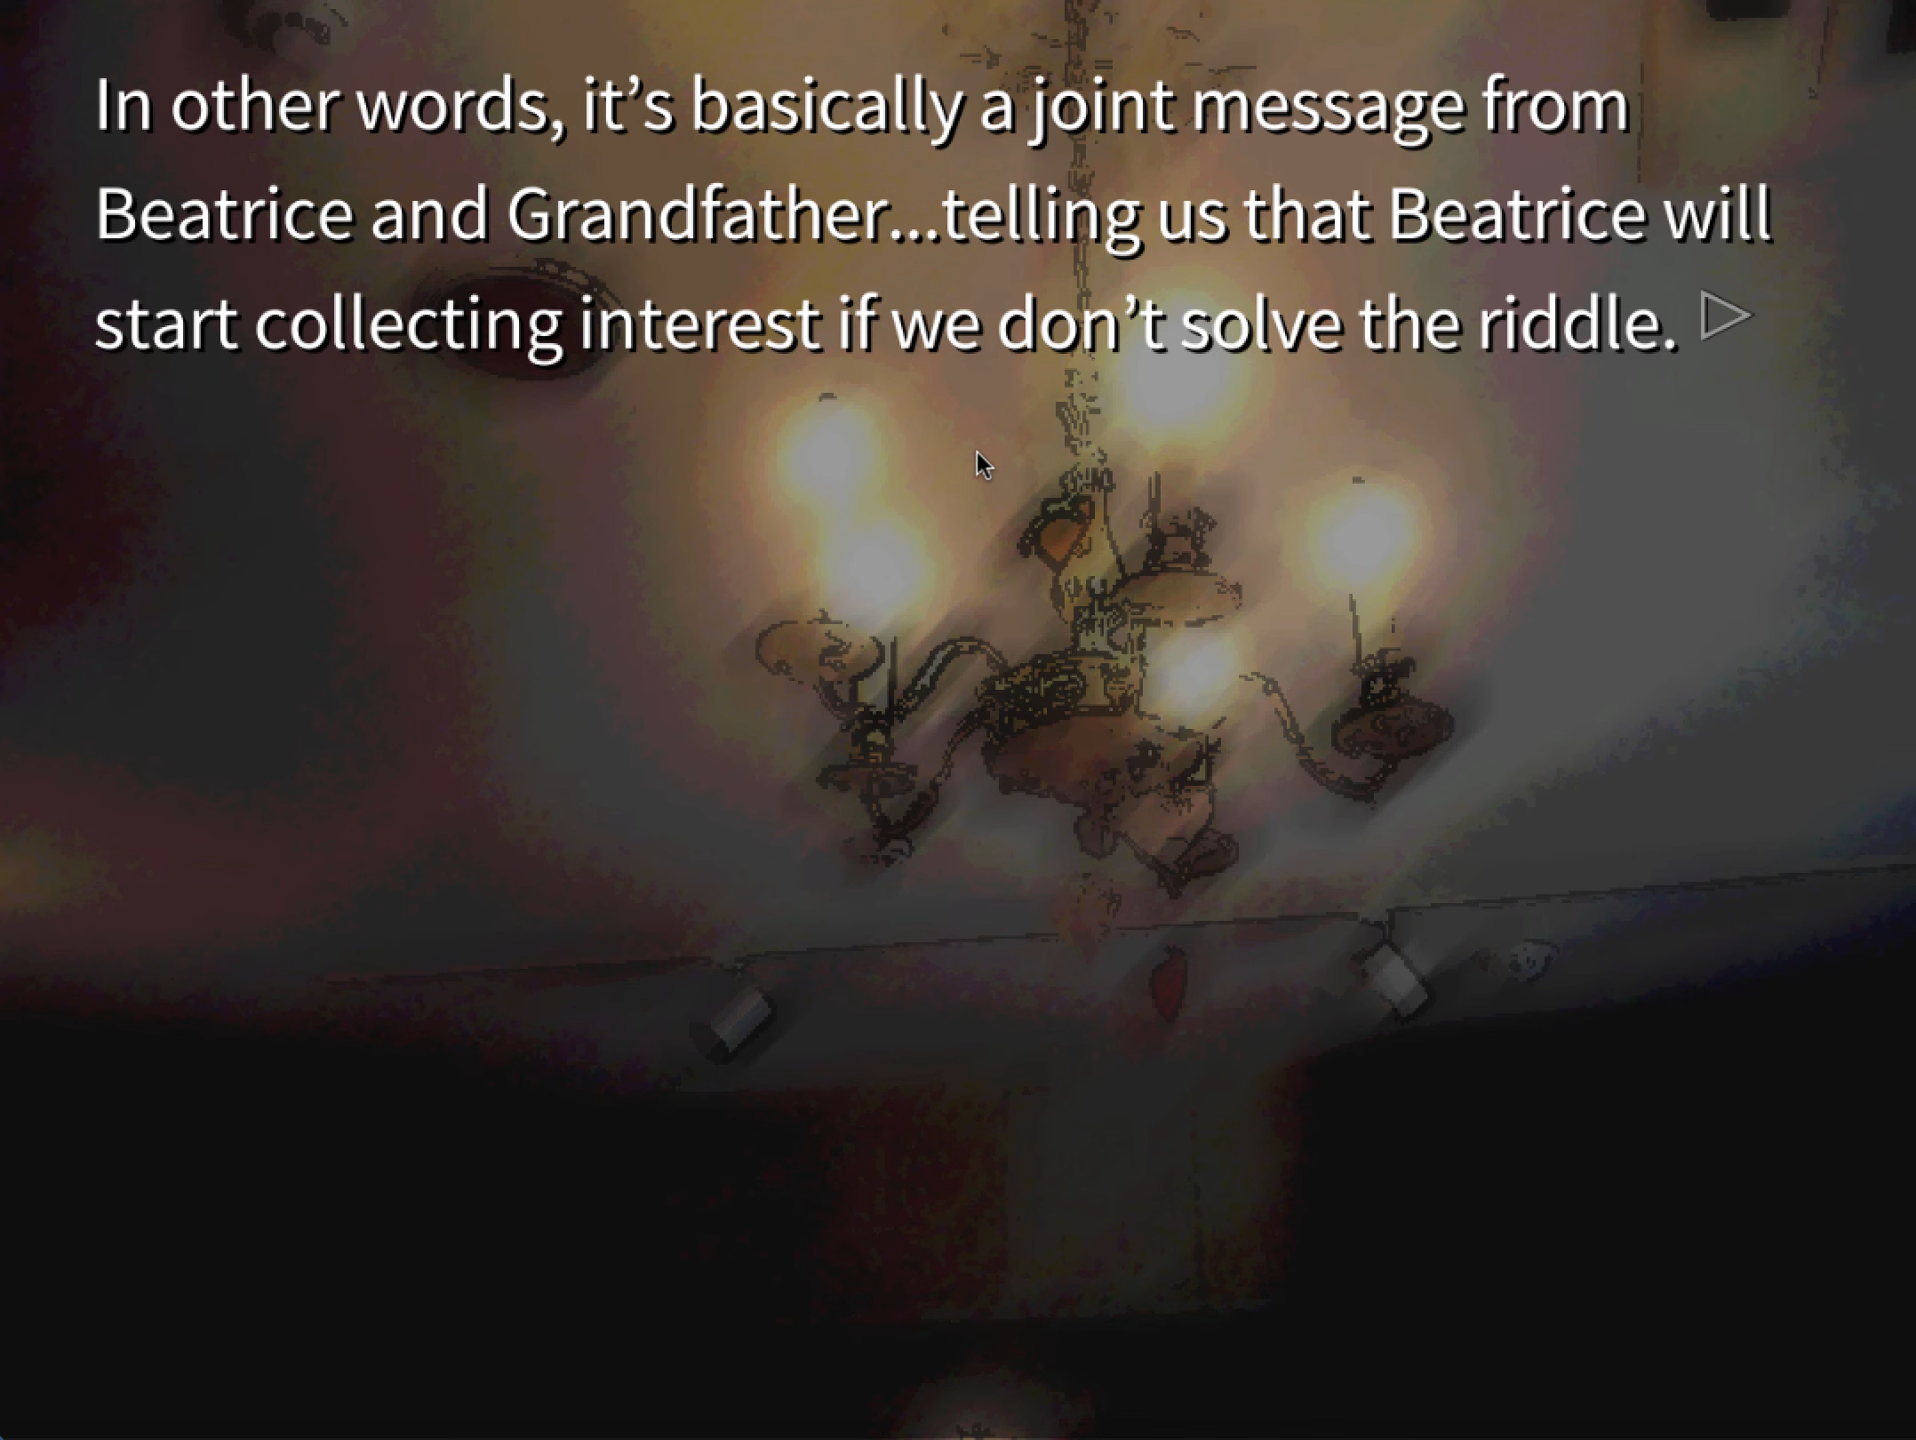 In other words, it’s basically a joint message from
Beatrice and Grandfather...telling us that Beatrice will
start collecting interest if we don’t solve the riddle.